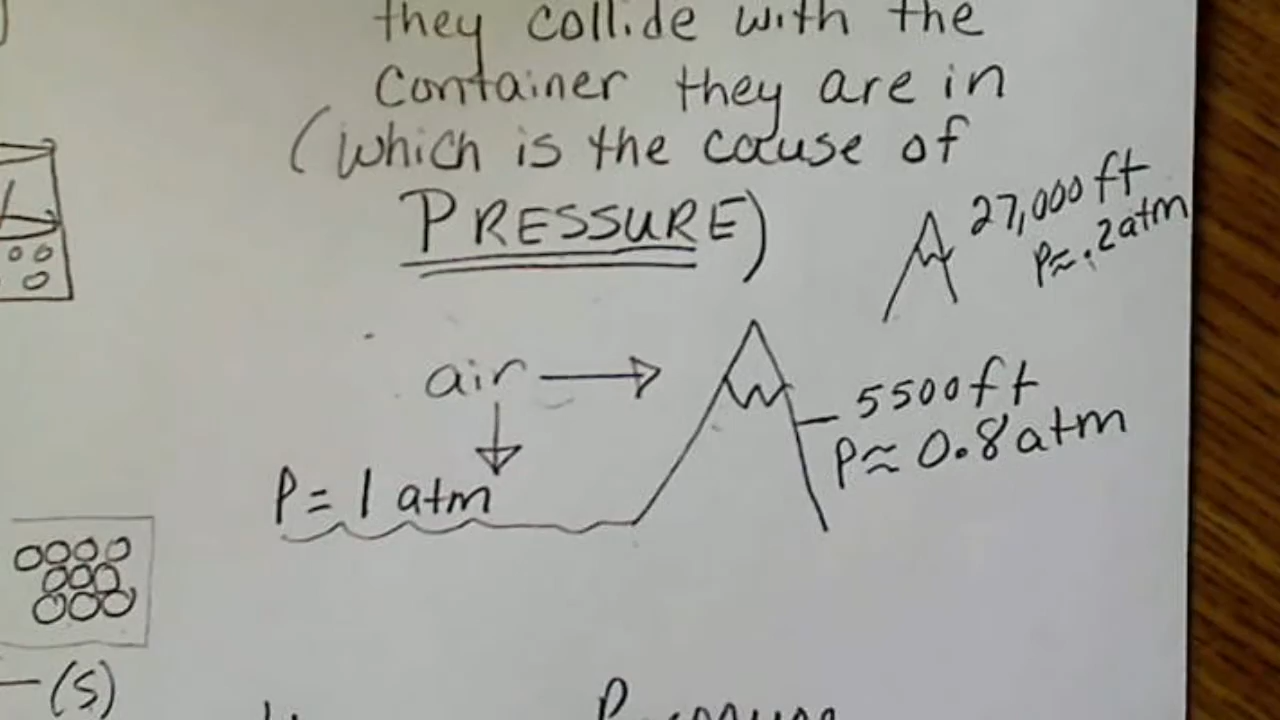 they collide with the
container they are in
(which is the cause of
PRESSURE)
27,000 ft
P≈.2atm
air
5500ft
P≈0.8atm
P=1 atm
(s)